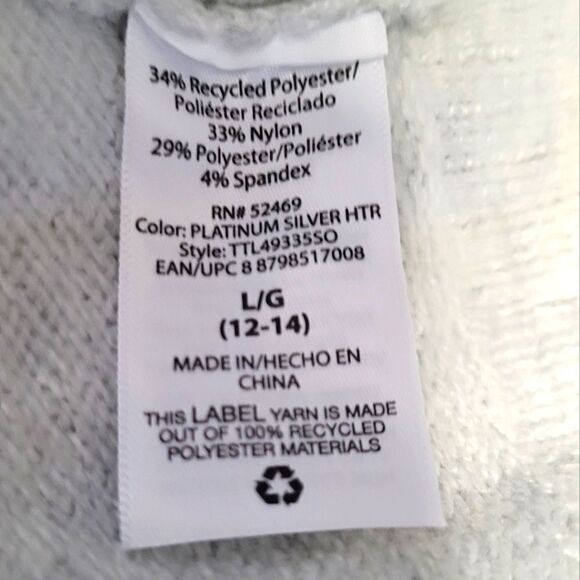 34% Recycled Polyester/
Poliéster Reciclado
33% Nylon
29% Polyester/Poliéster
4% Spandex
RN# 52469
Color: PLATINUM SILVER HTR
Style: TTL49335SO
EAN/UPC 8 8798517008
L/G
(12-14)
MADE IN/HECHO EN
CHINA
THIS LABEL YARN IS MADE
OUT OF 100% RECYCLED
POLYESTER MATERIALS